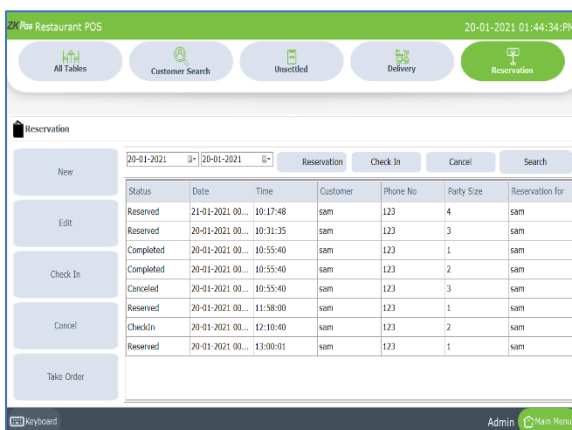 ZKPos Restaurant POS 20-01-2021 01:44:34:PM
All Tables Customer Search Unsettled Delivery Reservation
Reservation
20-01-2021 20-01-2021 Reservation Check In Cancel Search
New
Edit
Check In
Cancel
Take Order
Status Date Time Customer Phone No Party Size Reservation for
Reserved 21-01-2021 00... 10:17:48 sam 123 4 sam
Reserved 20-01-2021 00... 10:31:35 sam 123 3 sam
Completed 20-01-2021 00... 10:55:40 sam 123 1 sam
Completed 20-01-2021 00... 10:55:40 sam 123 2 sam
Canceled 20-01-2021 00... 10:55:40 sam 123 3 sam
Reserved 20-01-2021 00... 11:58:00 sam 123 1 sam
CheckIn 20-01-2021 00... 12:10:40 sam 123 2 sam
Reserved 20-01-2021 00... 13:00:01 sam 123 1 sam
Keyboard Admin Main Menu